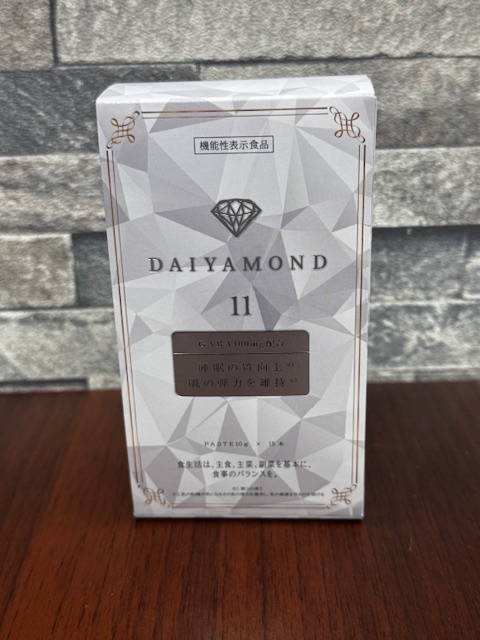 機能性表示食品
DAIYAMOND
11
GABA100mg配合
睡眠の質向上※1
肌の弾力を維持※2
PASTE10g × 15本
食生活は、主食、主菜、副菜を基本に、
食事のバランスを。